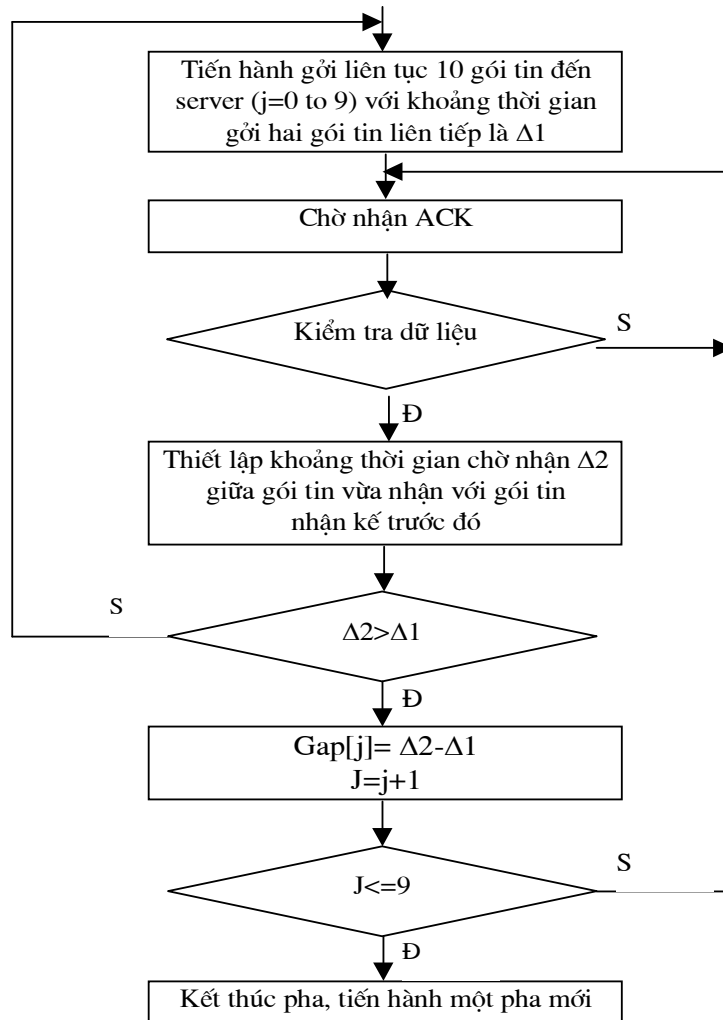 Tiến hành gởi liên tục 10 gói tin đến
server (j=0 to 9) với khoảng thời gian
gởi hai gói tin liên tiếp là Δ1
Chờ nhận ACK
Kiểm tra dữ liệu
S
Đ
Thiết lập khoảng thời gian chờ nhận Δ2
giữa gói tin vừa nhận với gói tin
nhận kế trước đó
S
Δ2>Δ1
Đ
Gap[j]= Δ2-Δ1
J=j+1
S
J<=9
Đ
Kết thúc pha, tiến hành một pha mới